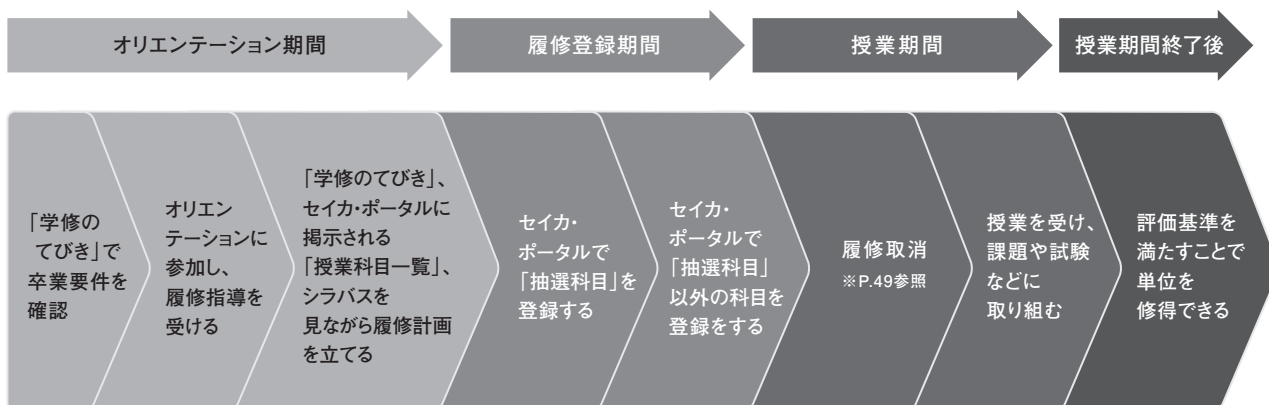 オリエンテーション期間
履修登録期間
授業期間
授業期間終了後
「学修の
てびき」で
卒業要件を
確認
オリエン
テーションに
参加し、
履修指導を
受ける
「学修のてびき」、
セイカ・ポータルに
掲示される
「授業科目一覧」、
シラバスを
見ながら履修計画
を立てる
セイカ・
ポータルで
「抽選科目」を
登録する
セイカ・
ポータルで
「抽選科目」
以外の科目を
登録をする
履修取消
※P.49参照
授業を受け、
課題や試験
などに
取り組む
評価基準を
満たすことで
単位を
修得できる